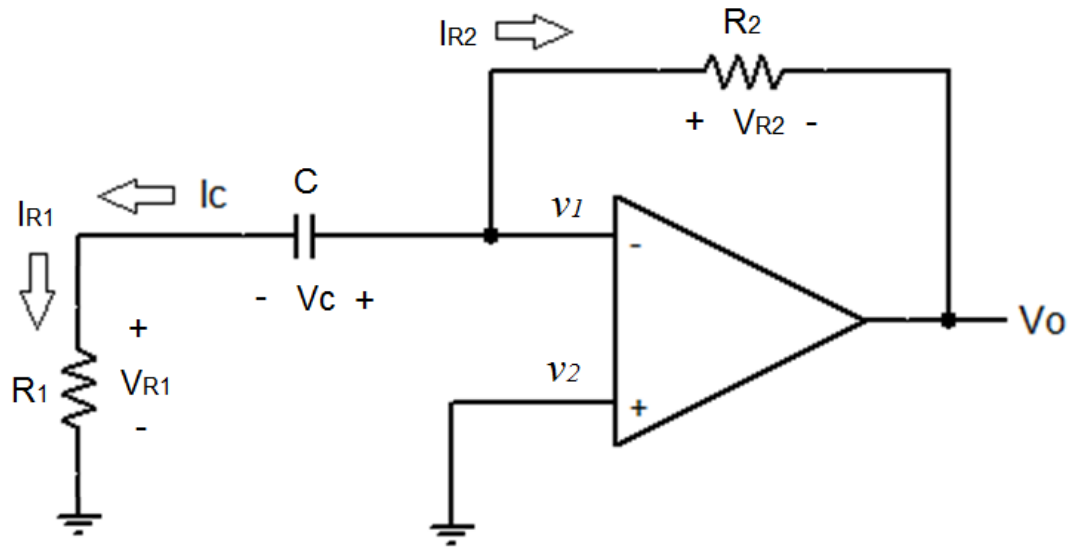 IR2
R2
+ VR2 -
Ic
C
IR1
v1
-
- Vc +
+
R1
VR1
-
v2
+
Vo